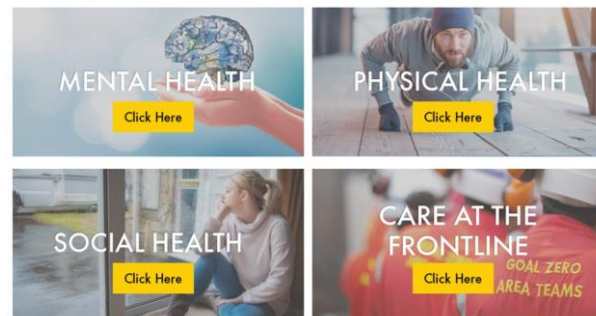 MENTAL HEALTH
Click Here
PHYSICAL HEALTH
Click Here
SOCIAL HEALTH
Click Here
CARE AT THE
FRONTLINE
Click Here
GOAL ZERO
AREA TEAMS